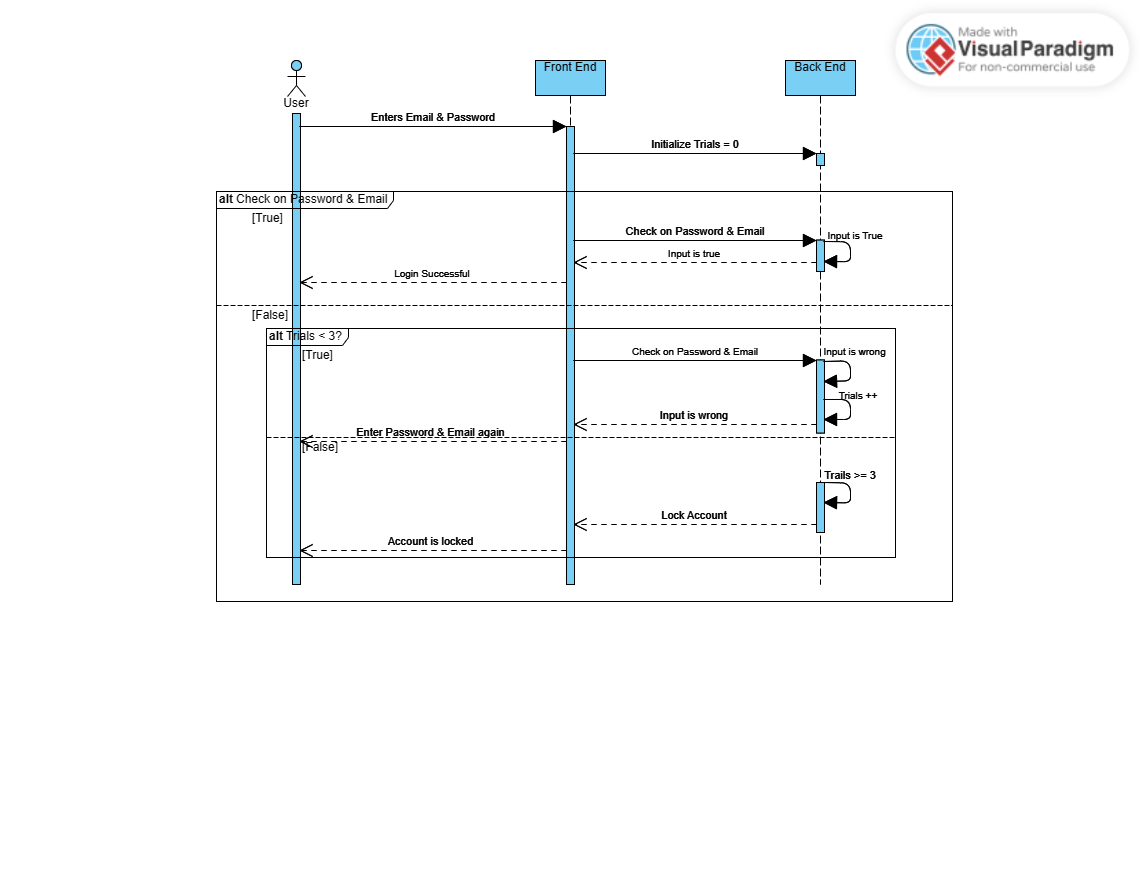 Made with
Visual Paradigm
For non-commercial use
User
Front End
Back End
Enters Email & Password
Initialize Trials = 0
alt Check on Password & Email
[True]
Check on Password & Email
Input is True
Input is true
Login Successful
[False]
alt Trials < 3?
[True]
Check on Password & Email
Input is wrong
Trials ++
Input is wrong
Enter Password & Email again
[False]
Trails >= 3
Lock Account
Account is locked